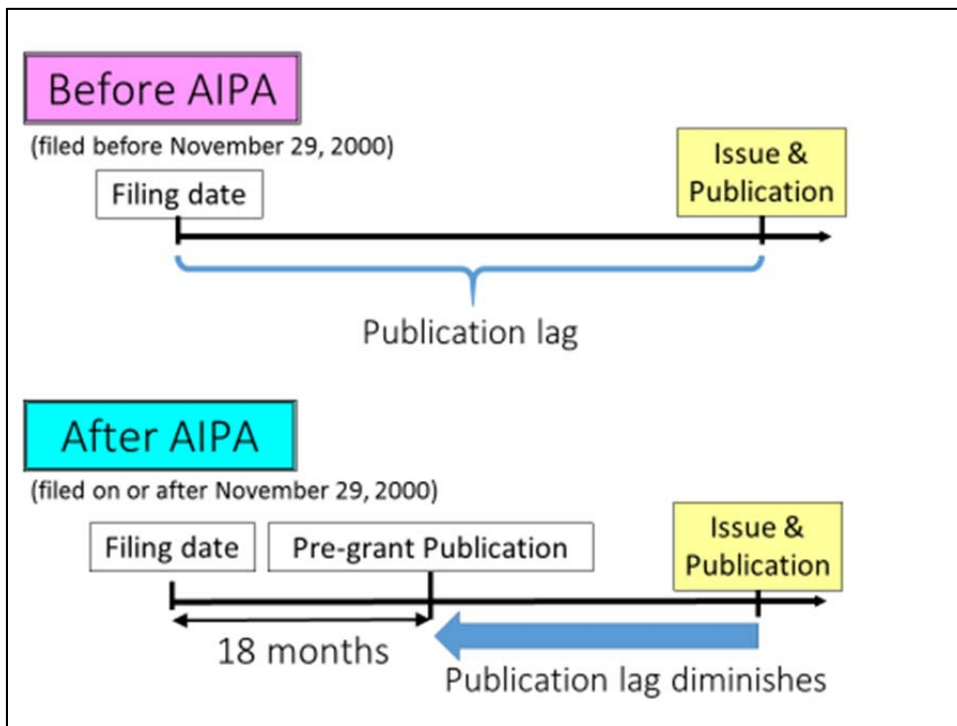 Before AIPA
(filed before November 29, 2000)
Filing date
Issue &
Publication
Publication lag
After AIPA
(filed on or after November 29, 2000)
Filing date
Pre-grant Publication
Issue &
Publication
18 months
Publication lag diminishes